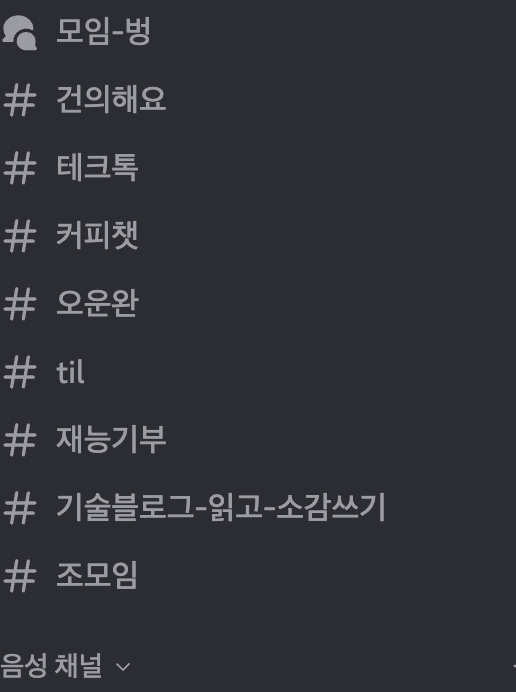 모임-벙
# 건의해요
# 테크톡
# 커피챗
# 오운완
# til
# 재능기부
# 기술블로그-읽고-소감쓰기
# 조모임
음성 채널